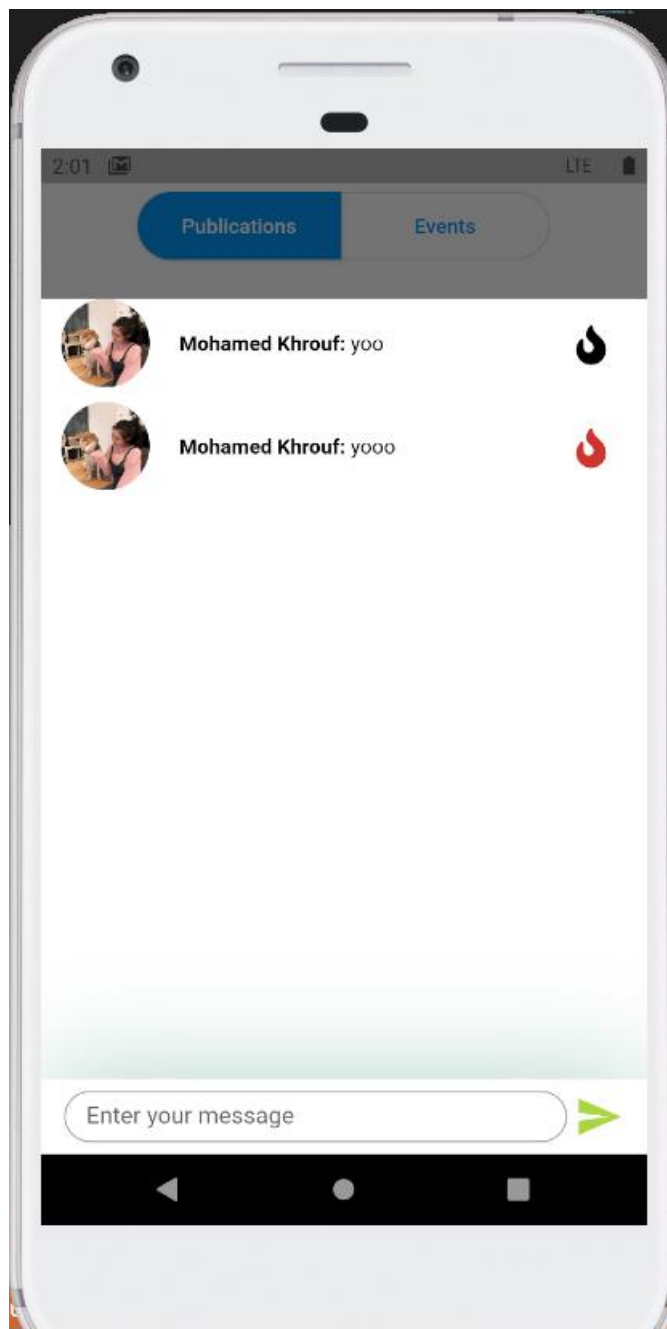 2:01 LTE
Publications Events
Mohamed Khrouf: yoo
Mohamed Khrouf: yooo
Enter your message